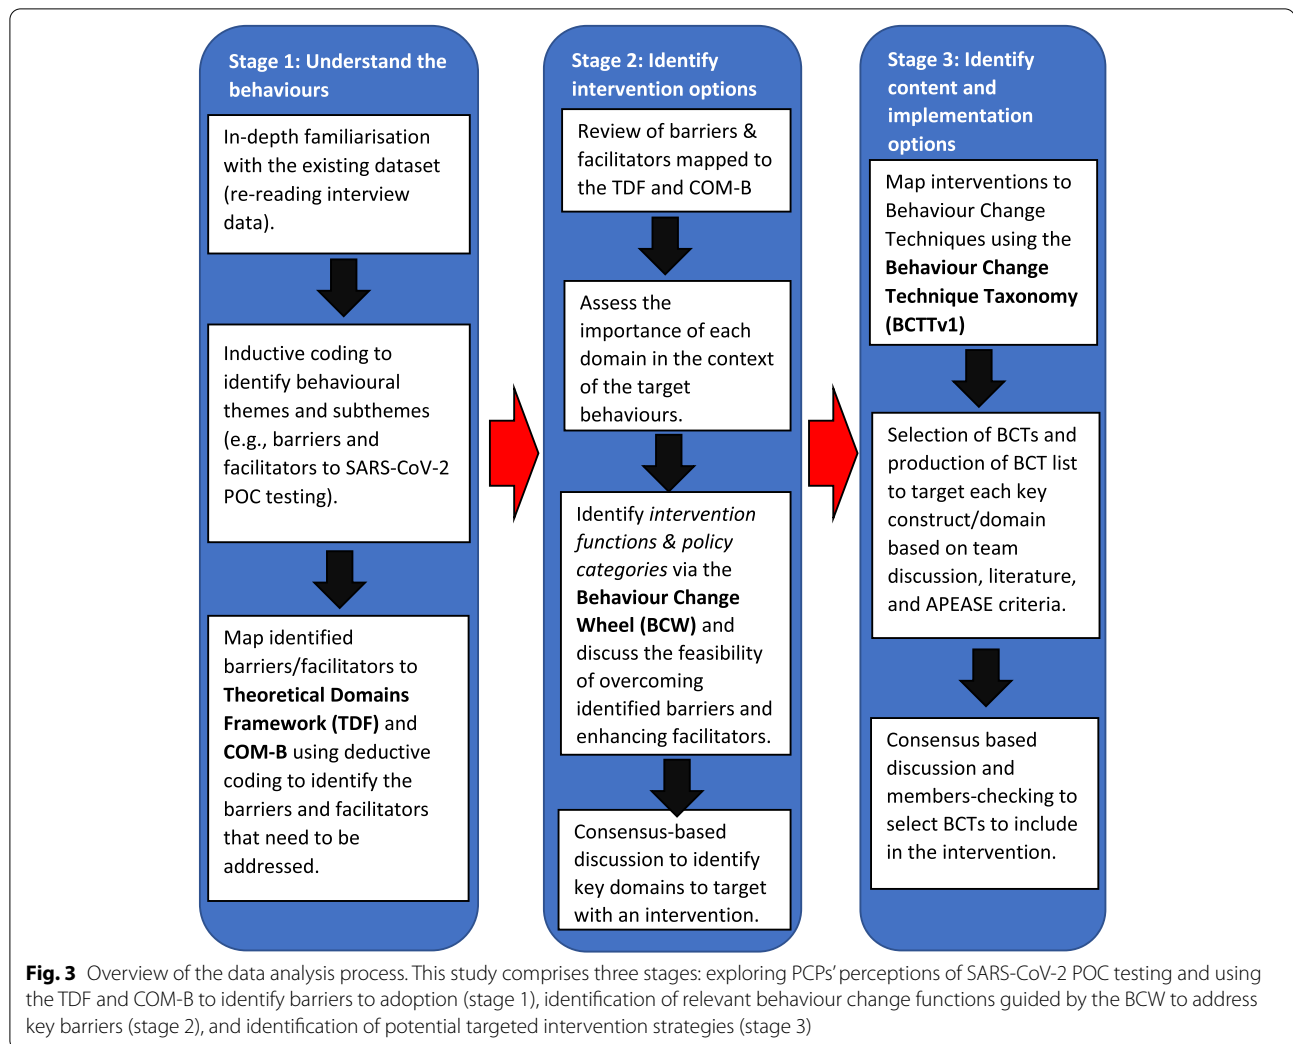 Stage 1: Understand the
behaviours
In-depth familiarisation
with the existing dataset
(re-reading interview
data).
Inductive coding to
identify behavioural
themes and subthemes
(e.g., barriers and
facilitators to SARS-CoV-2
POC testing).
Map identified
barriers/facilitators to
Theoretical Domains
Framework (TDF) and
COM-B using deductive
coding to identify the
barriers and facilitators
that need to be
addressed.
Stage 2: Identify
intervention options
Review of barriers &
facilitators mapped to
the TDF and COM-B
Assess the
importance of each
domain in the context
of the target
behaviours.
Identify intervention
functions & policy
categories via the
Behaviour Change
Wheel (BCW) and
discuss the feasibility
of overcoming
identified barriers and
enhancing facilitators.
Consensus-based
discussion to identify
key domains to target
with an intervention.
Stage 3: Identify
content and
implementation
options
Map interventions to
Behaviour Change
Techniques using the
Behaviour Change
Technique Taxonomy
(BCTTv1)
Selection of BCTs and
production of BCT list
to target each key
construct/domain
based on team
discussion, literature,
and APEASE criteria.
Consensus based
discussion and
members-checking to
select BCTs to include
in the intervention.
Fig. 3 Overview of the data analysis process. This study comprises three stages: exploring PCPs’ perceptions of SARS-CoV-2 POC testing and using
the TDF and COM-B to identify barriers to adoption (stage 1), identification of relevant behaviour change functions guided by the BCW to address
key barriers (stage 2), and identification of potential targeted intervention strategies (stage 3)